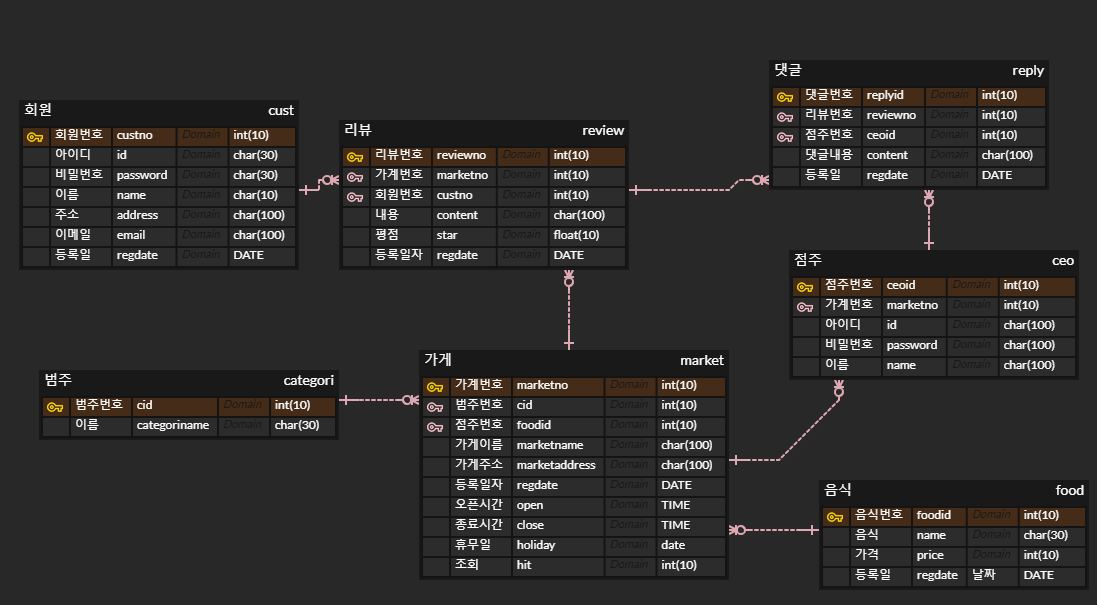 회원 cust
회원번호 custno Domain int(10)
아이디 id Domain char(30)
비밀번호 password Domain char(30)
이름 name Domain char(10)
주소 address Domain char(100)
이메일 email Domain char(100)
등록일 regdate Domain DATE
리뷰 review
리뷰번호 reviewno Domain int(10)
가계번호 marketno Domain int(10)
회원번호 custno Domain int(10)
내용 content Domain char(100)
평점 star Domain float(10)
등록일자 regdate Domain DATE
댓글 reply
댓글번호 replyid Domain int(10)
리뷰번호 reviewno Domain int(10)
점주번호 ceoid Domain int(10)
댓글내용 content Domain char(100)
등록일 regdate Domain DATE
점주 ceo
점주번호 ceoid Domain int(10)
가계번호 marketno Domain int(10)
아이디 id Domain char(100)
비밀번호 password Domain char(100)
이름 name Domain char(100)
범주 categori
범주번호 cid Domain int(10)
이름 categoriname Domain char(30)
가게 market
가계번호 marketno Domain int(10)
범주번호 cid Domain int(10)
점주번호 foodid Domain int(10)
가게이름 marketname Domain char(100)
가게주소 marketaddress Domain char(100)
등록일자 regdate Domain DATE
오픈시간 open Domain TIME
종료시간 close Domain TIME
휴무일 holiday Domain date
조회 hit Domain int(10)
음식 food
음식번호 foodid Domain int(10)
음식 name Domain char(30)
가격 price Domain int(10)
등록일 regdate 날짜 DATE